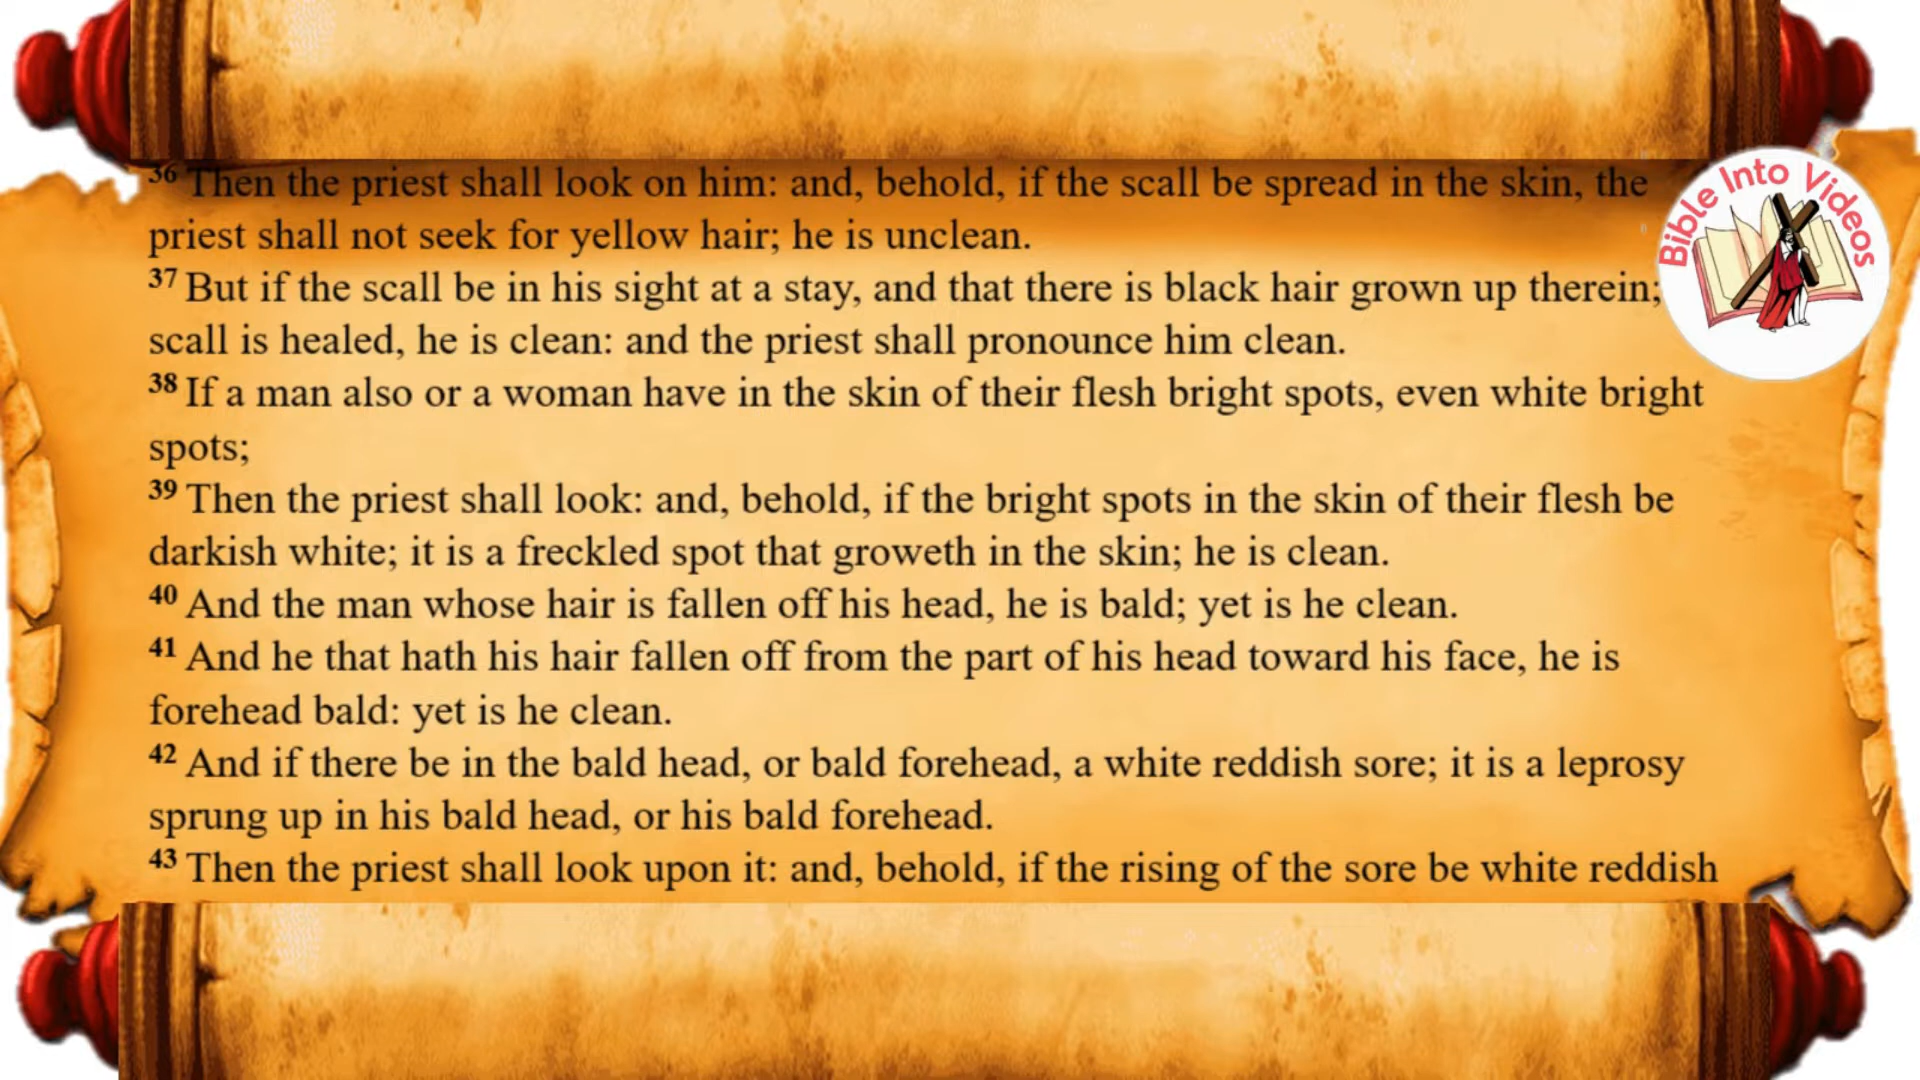 36 Then the priest shall look on him: and, behold, if the scall be spread in the skin, the
priest shall not seek for yellow hair; he is unclean.
37 But if the scall be in his sight at a stay, and that there is black hair grown up therein;
scall is healed, he is clean: and the priest shall pronounce him clean.
38 If a man also or a woman have in the skin of their flesh bright spots, even white bright
spots;
39 Then the priest shall look: and, behold, if the bright spots in the skin of their flesh be
darkish white; it is a freckled spot that groweth in the skin; he is clean.
40 And the man whose hair is fallen off his head, he is bald; yet is he clean.
41 And he that hath his hair fallen off from the part of his head toward his face, he is
forehead bald: yet is he clean.
42 And if there be in the bald head, or bald forehead, a white reddish sore; it is a leprosy
sprung up in his bald head, or his bald forehead.
43 Then the priest shall look upon it: and, behold, if the rising of the sore be white reddish
Bible Into Videos